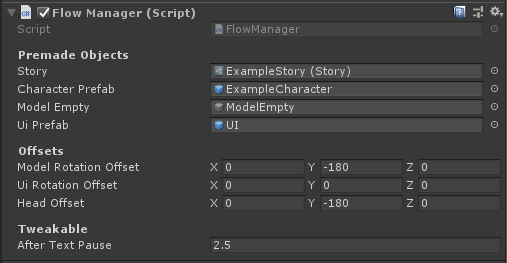 Flow Manager (Script)
Script FlowManager
Premade Objects
Story ExampleStory (Story)
Character Prefab ExampleCharacter
Model Empty ModelEmpty
Ui Prefab UI
Offsets
Model Rotation Offset X 0 Y -180 Z 0
Ui Rotation Offset X 0 Y 0 Z 0
Head Offset X 0 Y -180 Z 0
Tweakable
After Text Pause 2.5